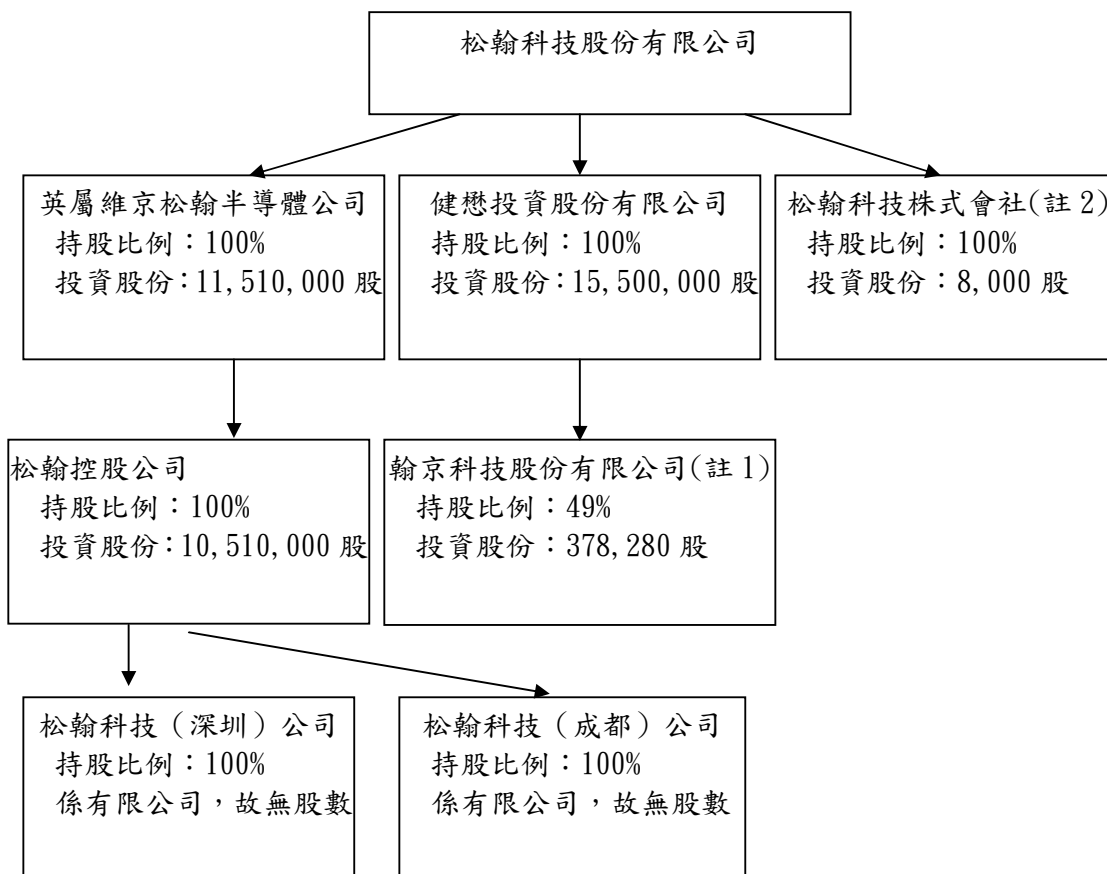 松翰科技股份有限公司
英屬維京松翰半導體公司
持股比例：100%
投資股份：11,510,000 股
健懋投資股份有限公司
持股比例：100%
投資股份：15,500,000 股
松翰科技株式會社(註 2)
持股比例：100%
投資股份：8,000 股
松翰控股公司
持股比例：100%
投資股份：10,510,000 股
翰京科技股份有限公司(註 1)
持股比例：49%
投資股份：378,280 股
松翰科技（深圳）公司
持股比例：100%
係有限公司，故無股數
松翰科技（成都）公司
持股比例：100%
係有限公司，故無股數